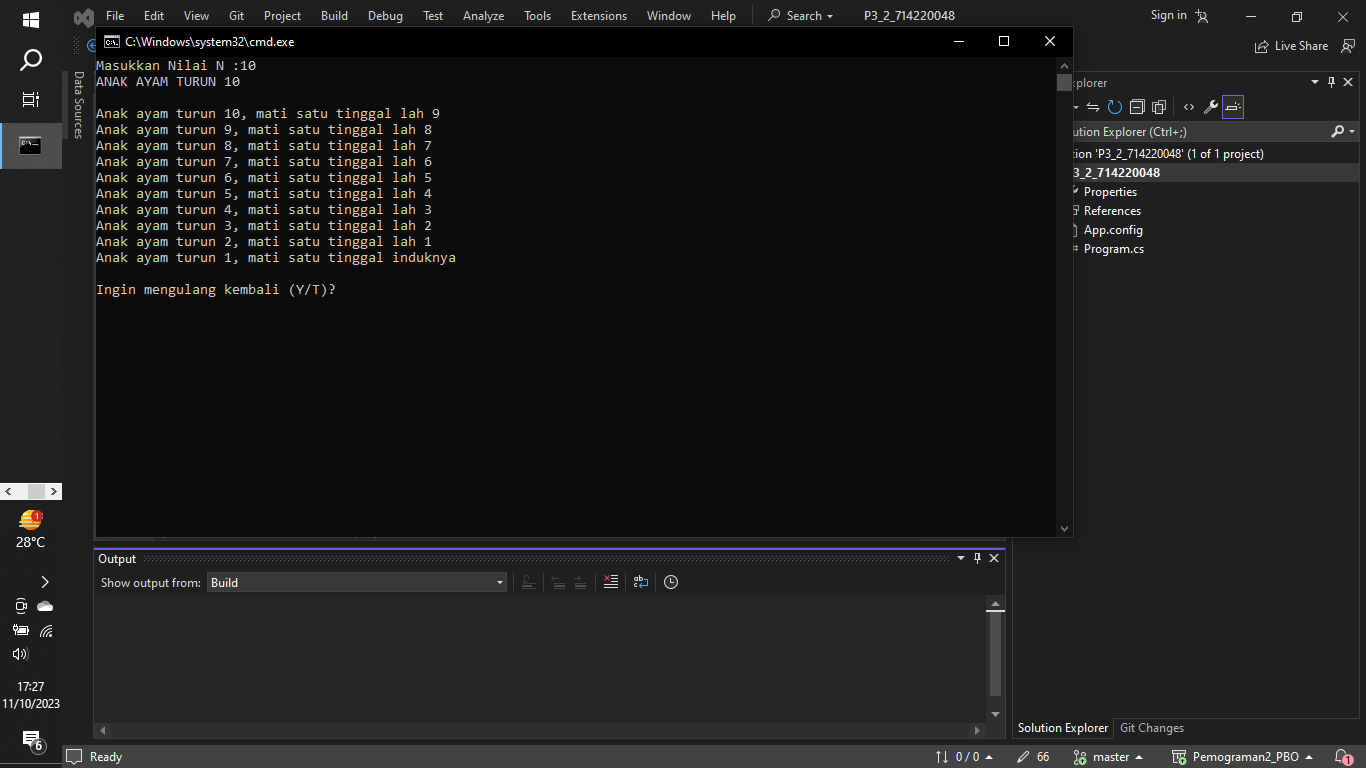 File Edit View Git Project Build Debug Test Analyze Tools Extensions Window Help Search P3_2_714220048 Sign in
C:\Windows\system32\cmd.exe
Live Share
Masukkan Nilai N :10
ANAK AYAM TURUN 10
Anak ayam turun 10, mati satu tinggal lah 9
Anak ayam turun 9, mati satu tinggal lah 8
Anak ayam turun 8, mati satu tinggal lah 7
Anak ayam turun 7, mati satu tinggal lah 6
Anak ayam turun 6, mati satu tinggal lah 5
Anak ayam turun 5, mati satu tinggal lah 4
Anak ayam turun 4, mati satu tinggal lah 3
Anak ayam turun 3, mati satu tinggal lah 2
Anak ayam turun 2, mati satu tinggal lah 1
Anak ayam turun 1, mati satu tinggal induknya
Ingin mengulang kembali (Y/T)?
Data Sources
xplorer
ution Explorer (Ctrl+;)
tion 'P3_2_714220048' (1 of 1 project)
3_2_714220048
Properties
References
App.config
Program.cs
Output
Show output from: Build
Solution Explorer Git Changes
1
28°C
17:27
11/10/2023
6
Ready 0 / 0 66 master Pemograman2_PBO 1